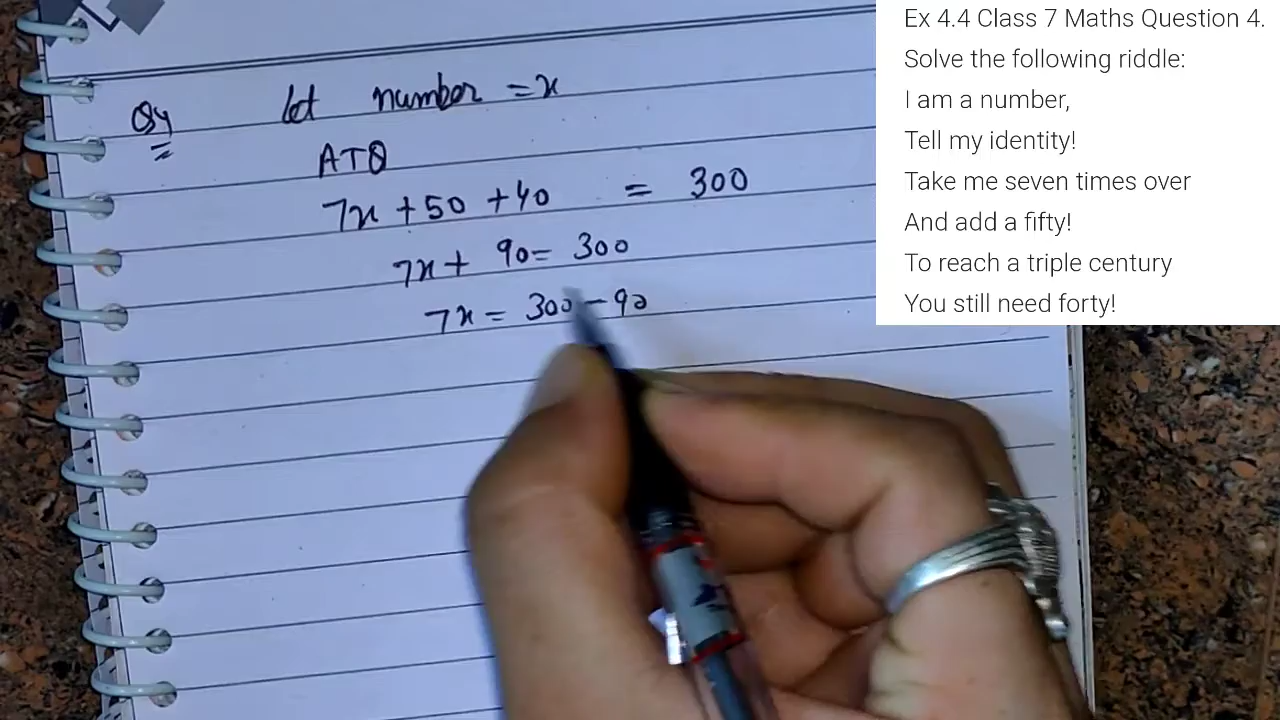 Q4 let number = x
ATQ
7x + 50 + 40 = 300
7x + 90 = 300
7x = 300 - 90
Ex 4.4 Class 7 Maths Question 4.
Solve the following riddle:
I am a number,
Tell my identity!
Take me seven times over
And add a fifty!
To reach a triple century
You still need forty!